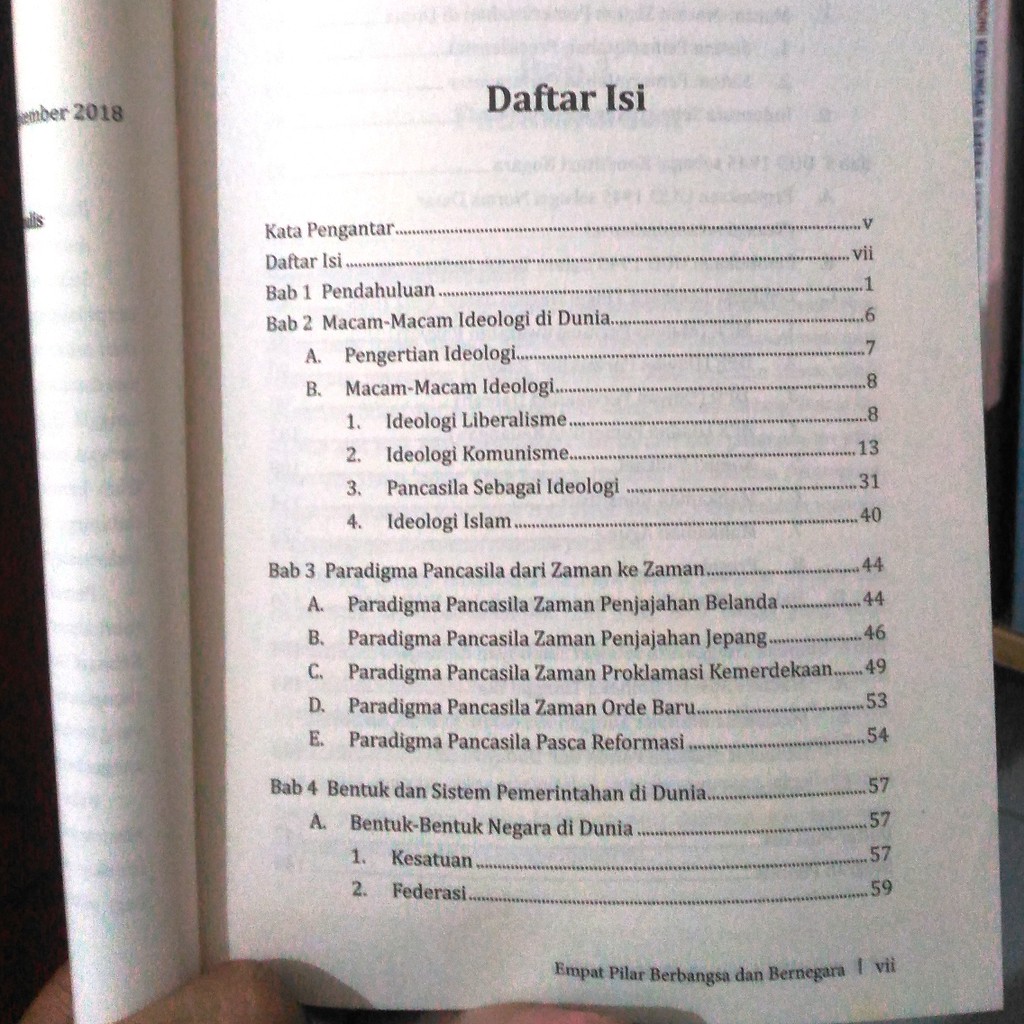 2018
Daftar Isi
Kata Pengantar..........v
Daftar Isi..........vii
Bab 1 Pendahuluan..........1
Bab 2 Macam-Macam Ideologi di Dunia..........6
A. Pengertian Ideologi..........7
B. Macam-Macam Ideologi..........8
1. Ideologi Liberalisme..........8
2. Ideologi Komunisme..........13
3. Pancasila Sebagai Ideologi..........31
4. Ideologi Islam..........40
Bab 3 Paradigma Pancasila dari Zaman ke Zaman..........44
A. Paradigma Pancasila Zaman Penjajahan Belanda..........44
B. Paradigma Pancasila Zaman Penjajahan Jepang..........46
C. Paradigma Pancasila Zaman Proklamasi Kemerdekaan.......49
D. Paradigma Pancasila Zaman Orde Baru..........53
E. Paradigma Pancasila Pasca Reformasi..........54
Bab 4 Bentuk dan Sistem Pemerintahan di Dunia..........57
A. Bentuk-Bentuk Negara di Dunia..........57
1. Kesatuan..........57
2. Federasi..........59
Empat Pilar Berbangsa dan Bernegara | vii